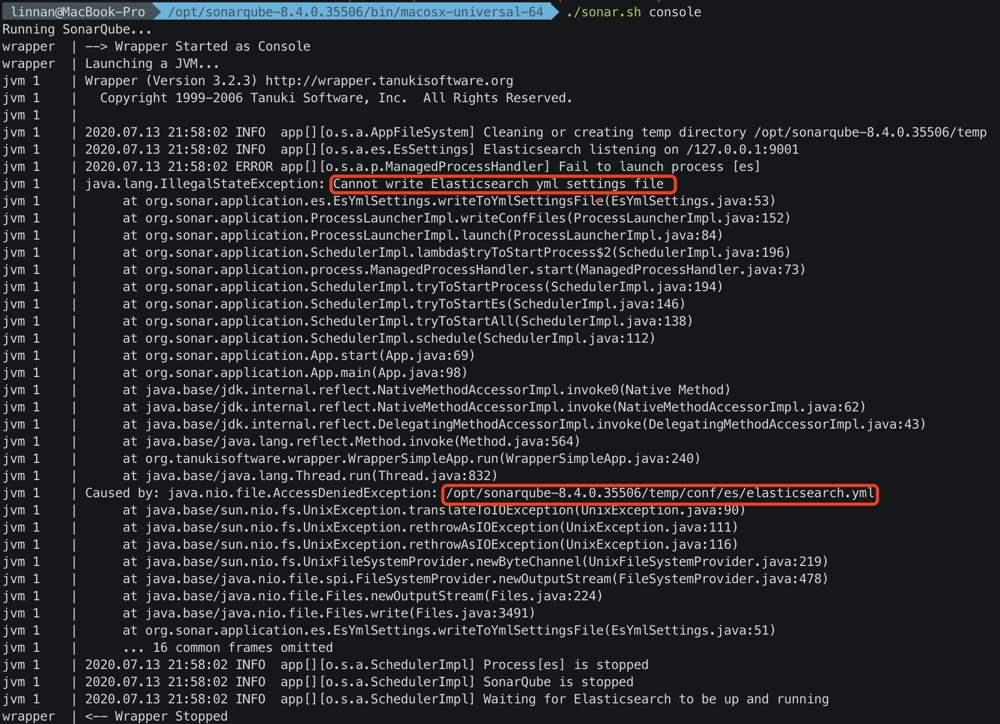 linnan@MacBook-Pro /opt/sonarqube-8.4.0.35506/bin/macosx-universal-64 ./sonar.sh console
Running SonarQube...
wrapper | --> Wrapper Started as Console
wrapper | Launching a JVM...
jvm 1 | Wrapper (Version 3.2.3) http://wrapper.tanukisoftware.org
jvm 1 | Copyright 1999-2006 Tanuki Software, Inc. All Rights Reserved.
jvm 1 |
jvm 1 | 2020.07.13 21:58:02 INFO app[][o.s.a.AppFileSystem] Cleaning or creating temp directory /opt/sonarqube-8.4.0.35506/temp
jvm 1 | 2020.07.13 21:58:02 INFO app[][o.s.a.es.EsSettings] Elasticsearch listening on /127.0.0.1:9001
jvm 1 | 2020.07.13 21:58:02 ERROR app[][o.s.a.p.ManagedProcessHandler] Fail to launch process [es]
jvm 1 | java.lang.IllegalStateException: Cannot write Elasticsearch yml settings file
jvm 1 | at org.sonar.application.es.EsYmlSettings.writeToYmlSettingsFile(EsYmlSettings.java:53)
jvm 1 | at org.sonar.application.ProcessLauncherImpl.writeConfFiles(ProcessLauncherImpl.java:152)
jvm 1 | at org.sonar.application.ProcessLauncherImpl.launch(ProcessLauncherImpl.java:84)
jvm 1 | at org.sonar.application.SchedulerImpl.lambda$tryToStartProcess$2(SchedulerImpl.java:196)
jvm 1 | at org.sonar.application.process.ManagedProcessHandler.start(ManagedProcessHandler.java:73)
jvm 1 | at org.sonar.application.SchedulerImpl.tryToStartProcess(SchedulerImpl.java:194)
jvm 1 | at org.sonar.application.SchedulerImpl.tryToStartEs(SchedulerImpl.java:146)
jvm 1 | at org.sonar.application.SchedulerImpl.tryToStartAll(SchedulerImpl.java:138)
jvm 1 | at org.sonar.application.SchedulerImpl.schedule(SchedulerImpl.java:112)
jvm 1 | at org.sonar.application.App.start(App.java:69)
jvm 1 | at org.sonar.application.App.main(App.java:98)
jvm 1 | at java.base/jdk.internal.reflect.NativeMethodAccessorImpl.invoke0(Native Method)
jvm 1 | at java.base/jdk.internal.reflect.NativeMethodAccessorImpl.invoke(NativeMethodAccessorImpl.java:62)
jvm 1 | at java.base/jdk.internal.reflect.DelegatingMethodAccessorImpl.invoke(DelegatingMethodAccessorImpl.java:43)
jvm 1 | at java.base/java.lang.reflect.Method.invoke(Method.java:564)
jvm 1 | at org.tanukisoftware.wrapper.WrapperSimpleApp.run(WrapperSimpleApp.java:240)
jvm 1 | at java.base/java.lang.Thread.run(Thread.java:832)
jvm 1 | Caused by: java.nio.file.AccessDeniedException: /opt/sonarqube-8.4.0.35506/temp/conf/es/elasticsearch.yml
jvm 1 | at java.base/sun.nio.fs.UnixException.translateToIOException(UnixException.java:90)
jvm 1 | at java.base/sun.nio.fs.UnixException.rethrowAsIOException(UnixException.java:111)
jvm 1 | at java.base/sun.nio.fs.UnixException.rethrowAsIOException(UnixException.java:116)
jvm 1 | at java.base/sun.nio.fs.UnixFileSystemProvider.newByteChannel(UnixFileSystemProvider.java:219)
jvm 1 | at java.base/java.nio.file.spi.FileSystemProvider.newOutputStream(FileSystemProvider.java:478)
jvm 1 | at java.base/java.nio.file.Files.newOutputStream(Files.java:224)
jvm 1 | at java.base/java.nio.file.Files.write(Files.java:3491)
jvm 1 | at org.sonar.application.es.EsYmlSettings.writeToYmlSettingsFile(EsYmlSettings.java:51)
jvm 1 | ... 16 common frames omitted
jvm 1 | 2020.07.13 21:58:02 INFO app[][o.s.a.SchedulerImpl] Process[es] is stopped
jvm 1 | 2020.07.13 21:58:02 INFO app[][o.s.a.SchedulerImpl] SonarQube is stopped
jvm 1 | 2020.07.13 21:58:02 INFO app[][o.s.a.SchedulerImpl] Waiting for Elasticsearch to be up and running
wrapper | <-- Wrapper Stopped